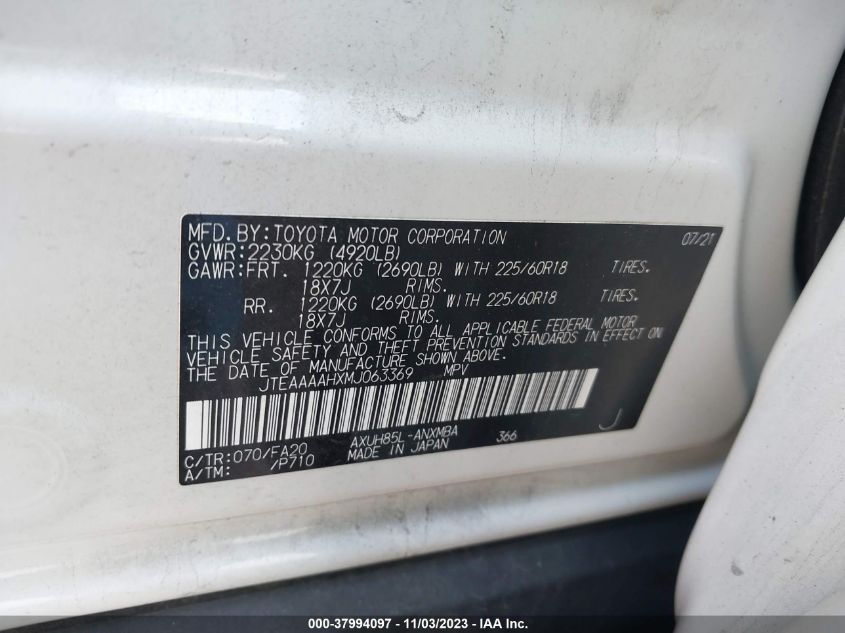 MFD.BY:TOYOTA MOTOR CORPORATION 07/21
GVWR:2230KG (4920LB)
GAWR:FRT. 1220KG (2690LB) WITH 225/60R18 TIRES.
18X7J RIMS.
RR. 1220KG (2690LB) WITH 225/60R18 TIRES.
18X7J RIMS.
THIS VEHICLE CONFORMS TO ALL APPLICABLE FEDERAL MOTOR
VEHICLE SAFETY AND THEFT PREVENTION STANDARDS IN EFFECT ON
THE DATE OF MANUFACTURE SHOWN ABOVE.
JTEAAAAHXMJ063369 MPV
C/TR:070/FA20 AXUH85L-ANXMBA 366 J
A/TM: /P710 MADE IN JAPAN
000-37994097 - 11/03/2023 - IAA Inc.